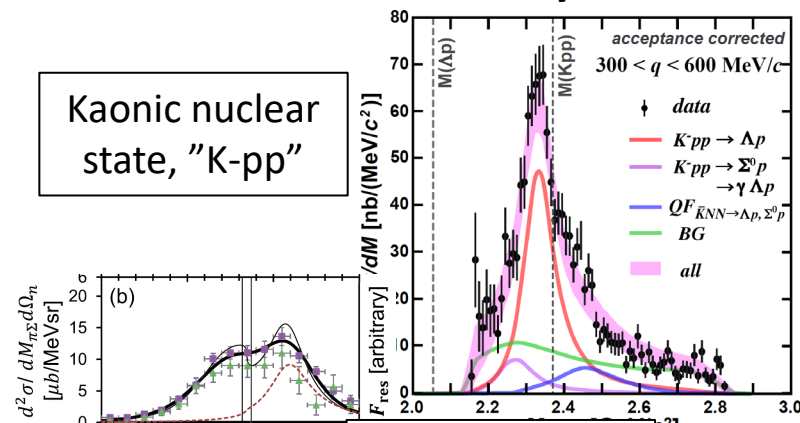 Kaonic nuclear
state, ”K-pp”
(b)
d²σ/ dM_πΣ dΩ_n
[μb/MeVsr]
20
15
10
5
0
/dM [nb/(MeV/c²)]
F_res [arbitrary]
80
70
60
50
40
30
0
2.0
2.2
2.4
2.6
2.8
3.0
M(Λp)
M(Kpp)
acceptance corrected
300 < q < 600 MeV/c
data
K⁻pp → Λp
K⁻pp → Σ⁰p
→ γ Λp
QF K̄NN→Λp, Σ⁰p
BG
all